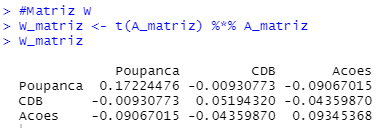 > #Matriz W
> W_matriz <- t(A_matriz) %*% A_matriz
> W_matriz
Poupanca CDB Acoes
Poupanca 0.17224476 -0.00930773 -0.09067015
CDB -0.00930773 0.05194320 -0.04359870
Acoes -0.09067015 -0.04359870 0.09345368